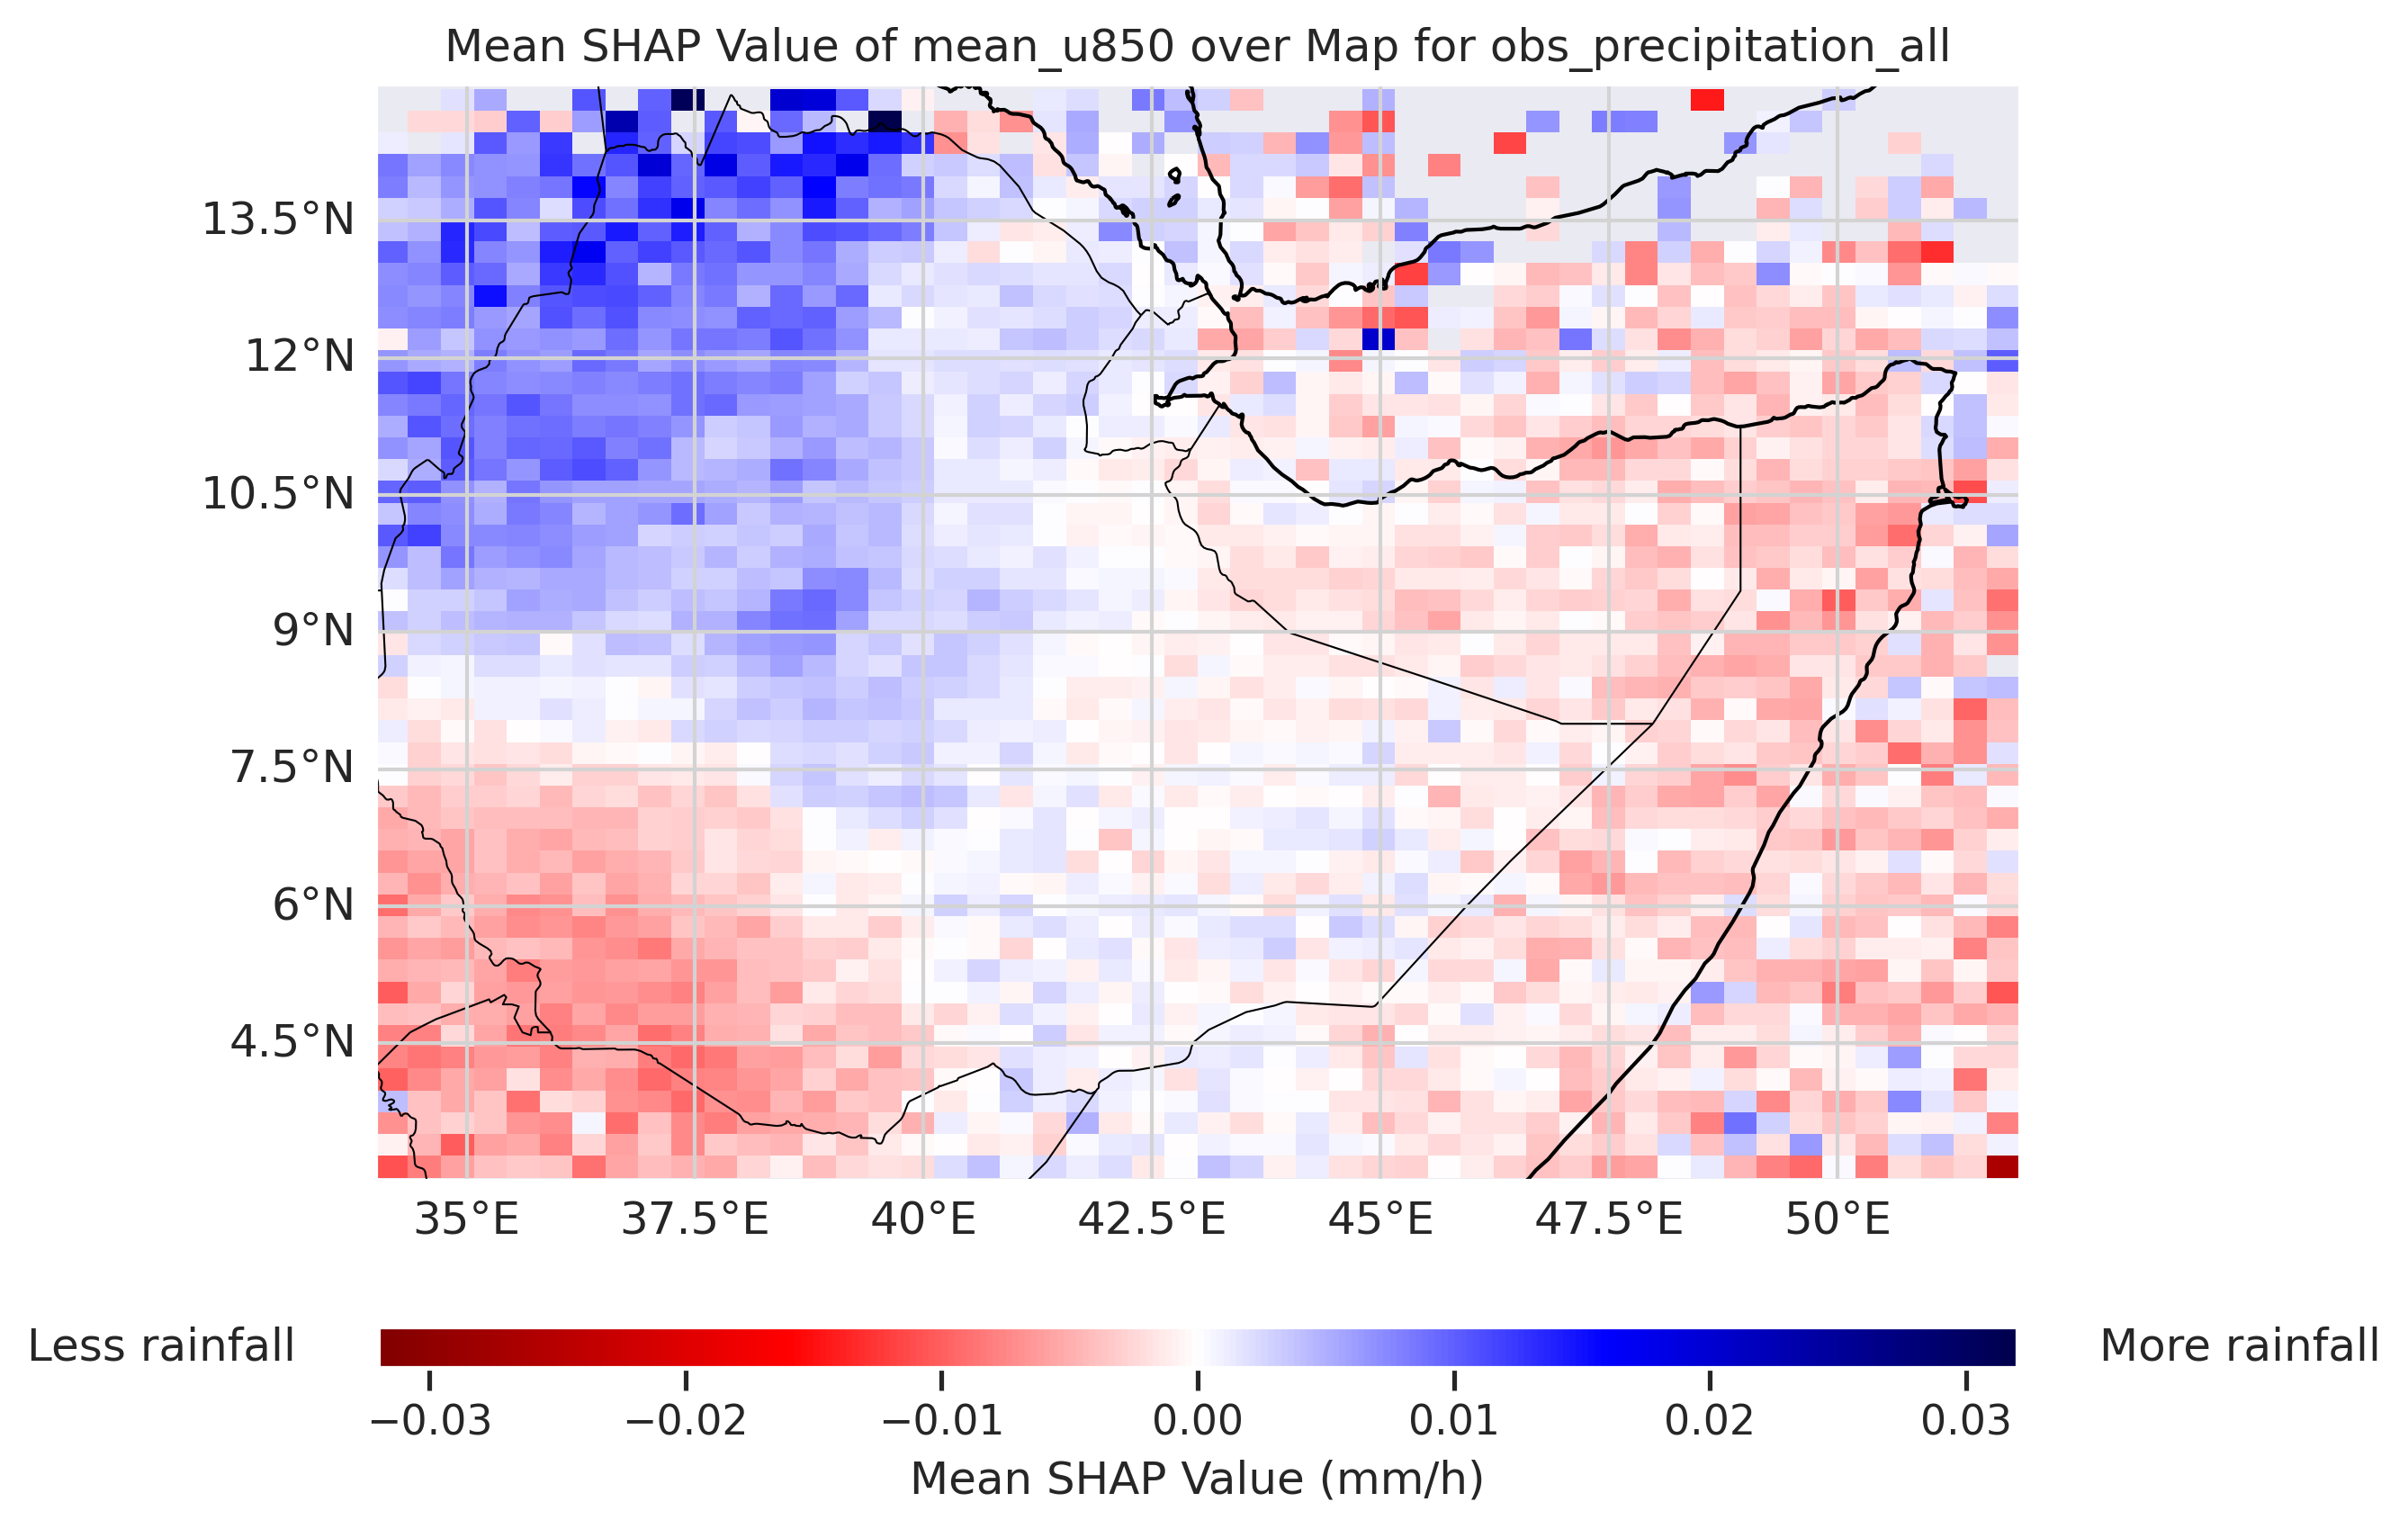 Mean SHAP Value of mean_u850 over Map for obs_precipitation_all
13.5°N
12°N
10.5°N
9°N
7.5°N
6°N
4.5°N
35°E 37.5°E 40°E 42.5°E 45°E 47.5°E 50°E
Less rainfall More rainfall
−0.03 −0.02 −0.01 0.00 0.01 0.02 0.03
Mean SHAP Value (mm/h)